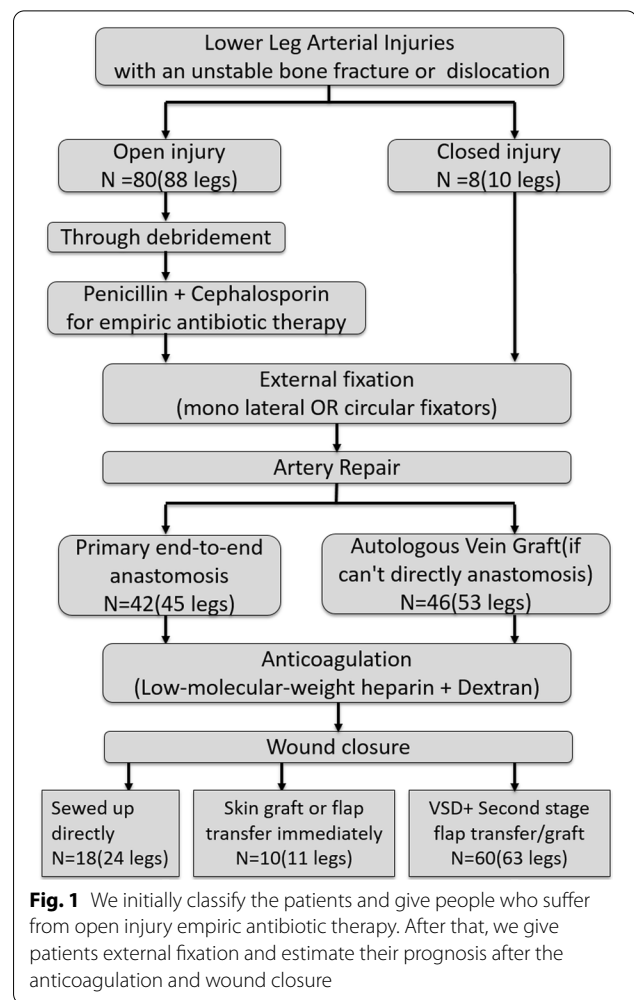 Lower Leg Arterial Injuries
with an unstable bone fracture or dislocation
Open injury
N =80(88 legs)
Closed injury
N =8(10 legs)
Through debridement
Penicillin + Cephalosporin
for empiric antibiotic therapy
External fixation
(mono lateral OR circular fixators)
Artery Repair
Primary end-to-end
anastomosis
N=42(45 legs)
Autologous Vein Graft(if
can't directly anastomosis)
N=46(53 legs)
Anticoagulation
(Low-molecular-weight heparin + Dextran)
Wound closure
Sewed up
directly
N=18(24 legs)
Skin graft or flap
transfer immediately
N=10(11 legs)
VSD+ Second stage
flap transfer/graft
N=60(63 legs)
Fig. 1 We initially classify the patients and give people who suffer
from open injury empiric antibiotic therapy. After that, we give
patients external fixation and estimate their prognosis after the
anticoagulation and wound closure